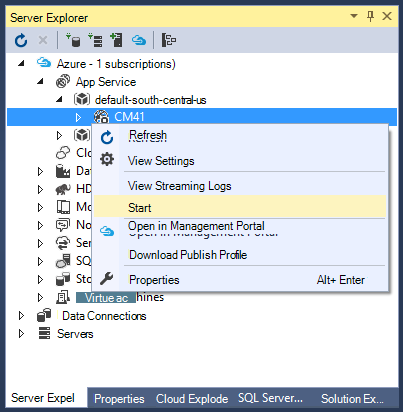 Server Explorer
Azure - 1 subscriptions)
App Service
default-south-central-us
CM41
Refresh
View Settings
View Streaming Logs
Start
Open in Management Portal
Download Publish Profile
Properties Alt+ Enter
Clo
Dat
HD
Mo
No
Ser
SQ
Sto
Virtue ac hines
Data Connections
Servers
Server Expel Properties Cloud Explode SQL Server... Solution Ex...